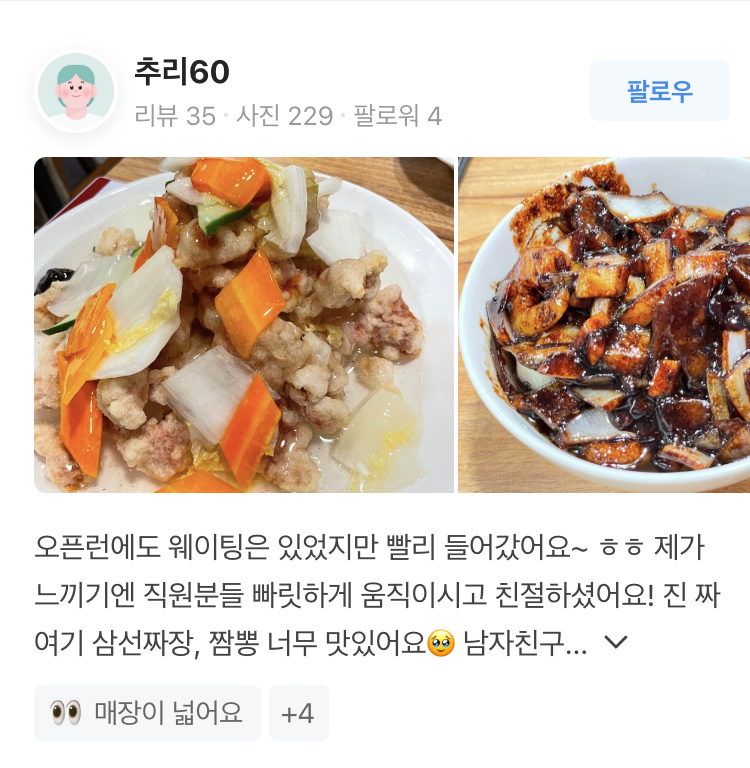 추리60
리뷰 35 · 사진 229 · 팔로워 4
팔로우
오픈런에도 웨이팅은 있었지만 빨리 들어갔어요~ ㅎㅎ 제가
느끼기엔 직원분들 빠릿하게 움직이시고 친절하셨어요! 진 짜
여기 삼선짜장, 짬뽕 너무 맛있어요🥹 남자친구...
👀 매장이 넓어요
+4